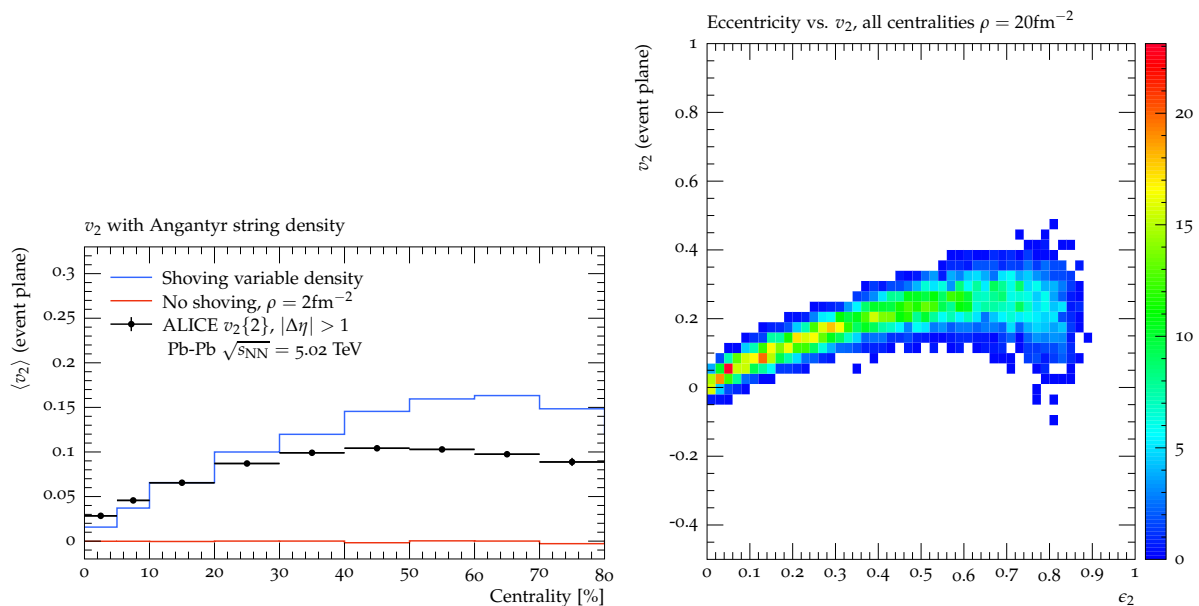 v₂ with Angantyr string density
⟨v₂⟩ (event plane)
0.3
0.25
0.2
0.15
0.1
0.05
0
Shoving variable density
No shoving, ρ = 2fm⁻²
ALICE v₂{2}, |Δη| > 1
Pb-Pb √s_NN = 5.02 TeV
0 10 20 30 40 50 60 70 80
Centrality [%]
Eccentricity vs. v₂, all centralities ρ = 20fm⁻²
v₂ (event plane)
1
0.8
0.6
0.4
0.2
0
-0.2
-0.4
0 0.1 0.2 0.3 0.4 0.5 0.6 0.7 0.8 0.9 1
ϵ₂
20
15
10
5
0